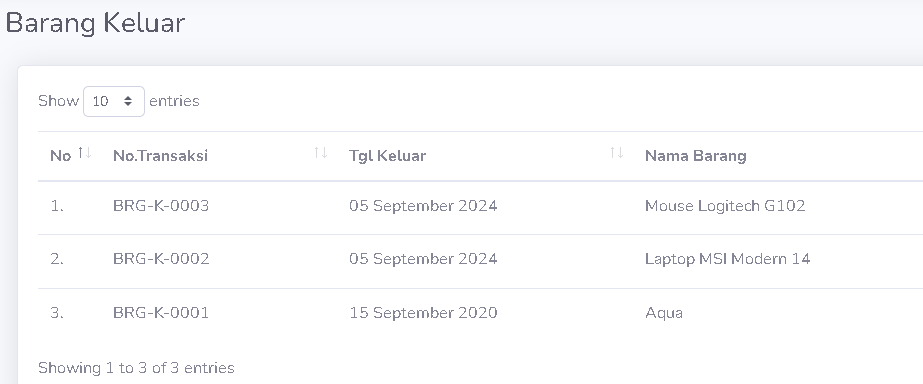 Barang Keluar
Show 10 entries
No No.Transaksi Tgl Keluar Nama Barang
1. BRG-K-0003 05 September 2024 Mouse Logitech G102
2. BRG-K-0002 05 September 2024 Laptop MSI Modern 14
3. BRG-K-0001 15 September 2020 Aqua
Showing 1 to 3 of 3 entries